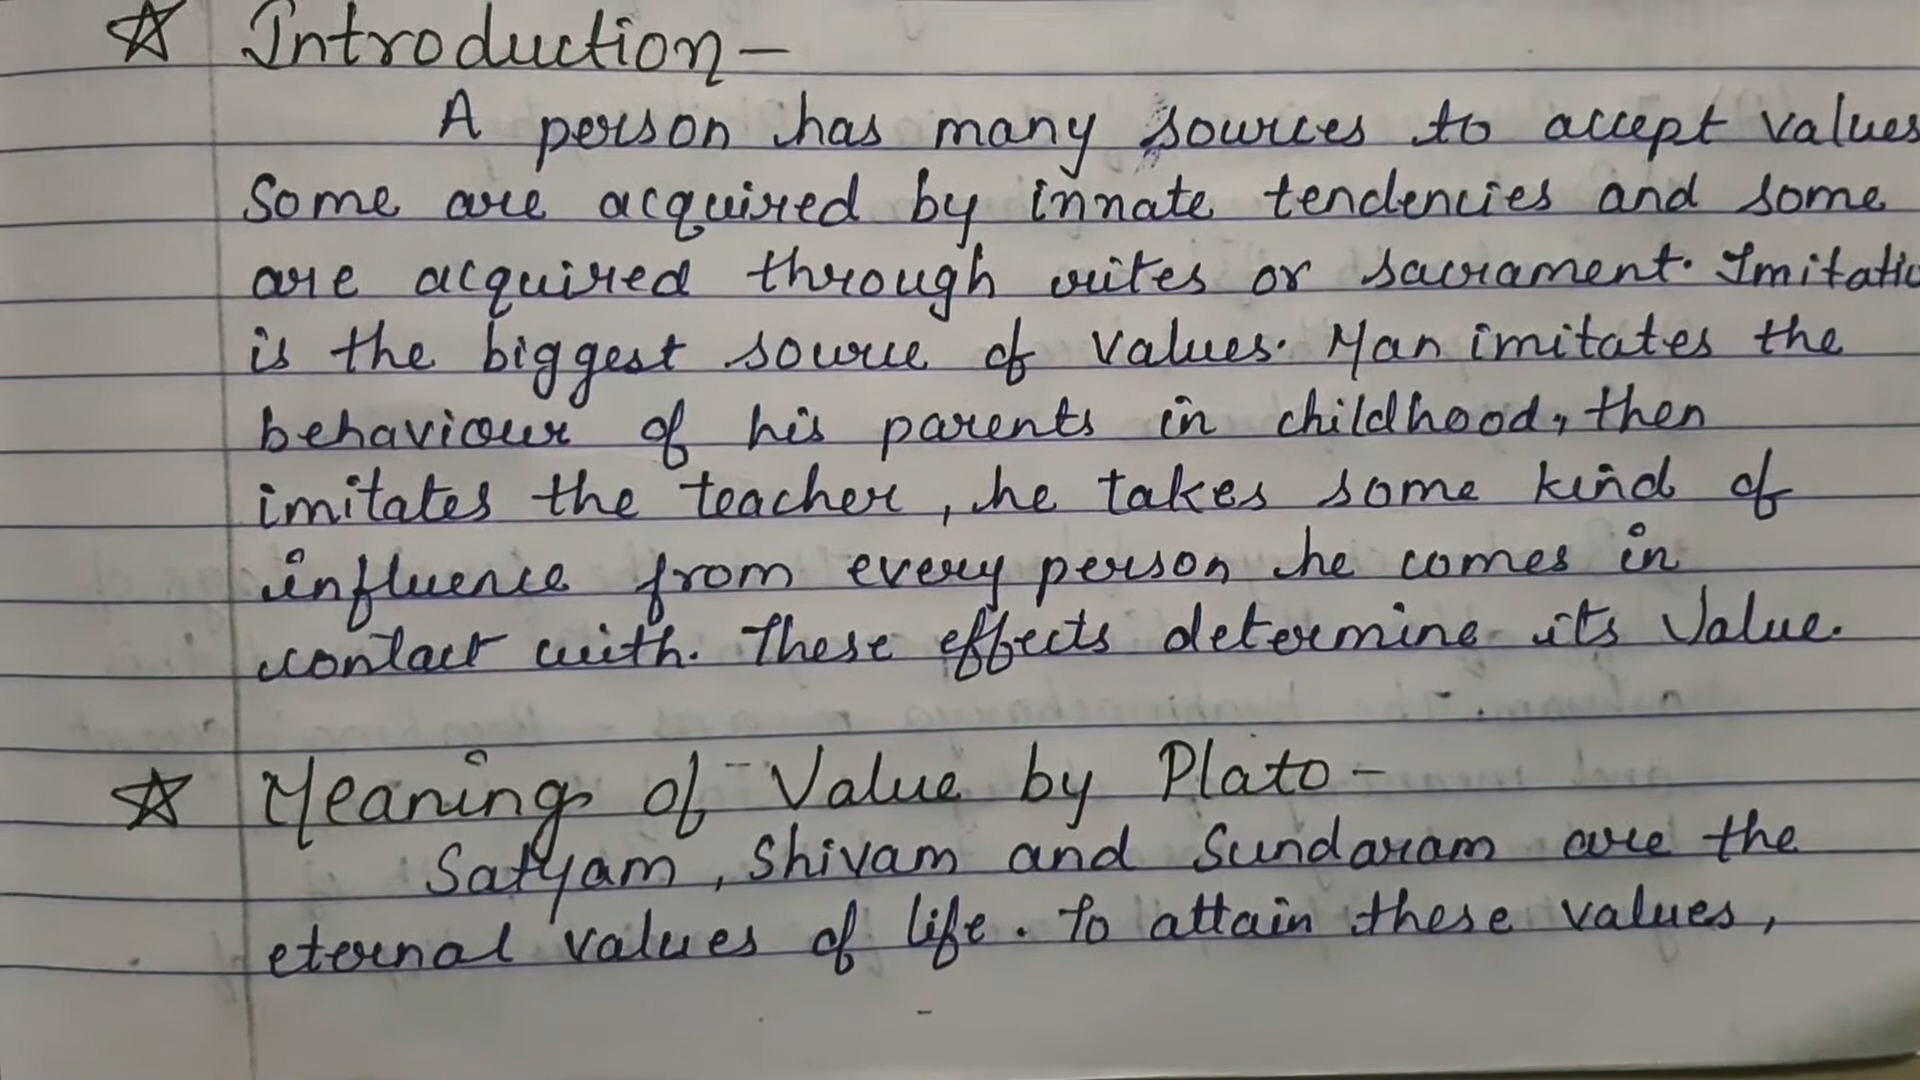 ☆ Introduction –
A person has many sources to accept values
Some are acquired by innate tendencies and some
are acquired through rites or sacrament. Imitatio
is the biggest source of values. Man imitates the
behaviour of his parents in childhood, then
imitates the teacher, he takes some kind of
influence from every person he comes in
contact with. These effects determine its Value.
☆ Meaning of Value by Plato –
Satyam, Shivam and Sundaram are the
eternal values of life. To attain these values,